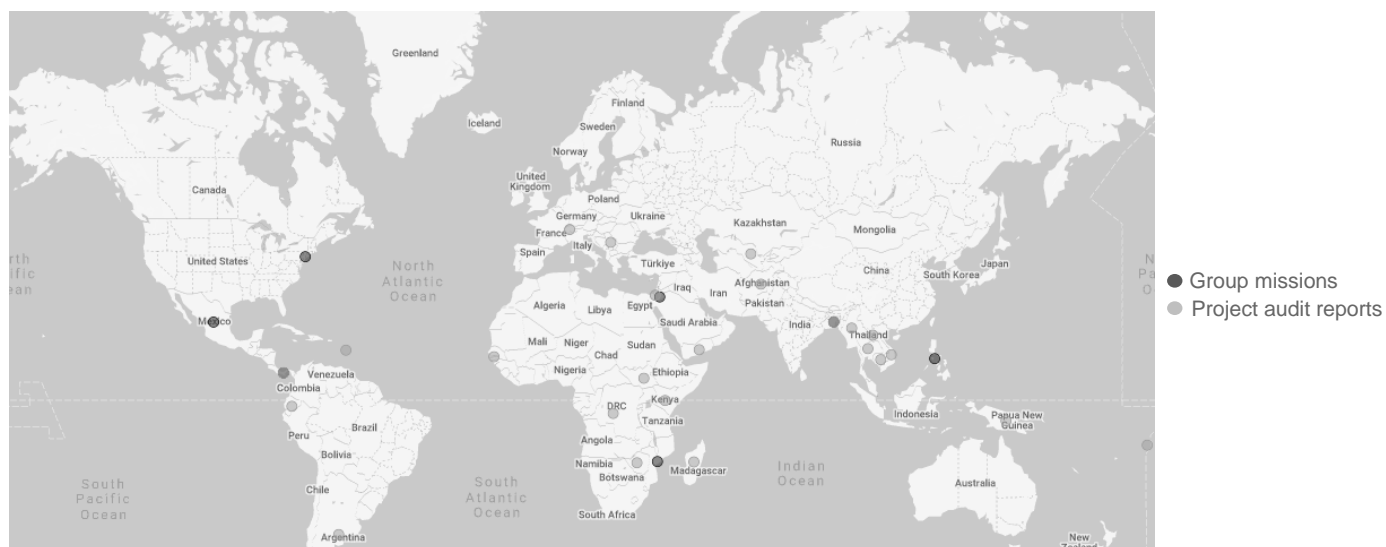 Greenland
Iceland
Finland
Sweden
Norway
Russia
United
Kingdom
Canada
Poland
Germany
Ukraine
Kazakhstan
France
Mongolia
Italy
Spain
United States
Türkiye
China
South Korea
Japan
North
Atlantic
Ocean
Iraq
Iran
Afghanistan
Pakistan
Algeria
Libya
Egypt
Saudi Arabia
India
Mexico
Mali
Niger
Chad
Sudan
Thailand
Venezuela
Nigeria
Ethiopia
Colombia
DRC
Kenya
Tanzania
Indonesia
Papua New
Guinea
Peru
Brazil
Angola
Bolivia
Namibia
Botswana
Madagascar
Indian
Ocean
South
Pacific
Ocean
Chile
South
Atlantic
Ocean
Australia
South Africa
Argentina
New
Group missions
Project audit reports